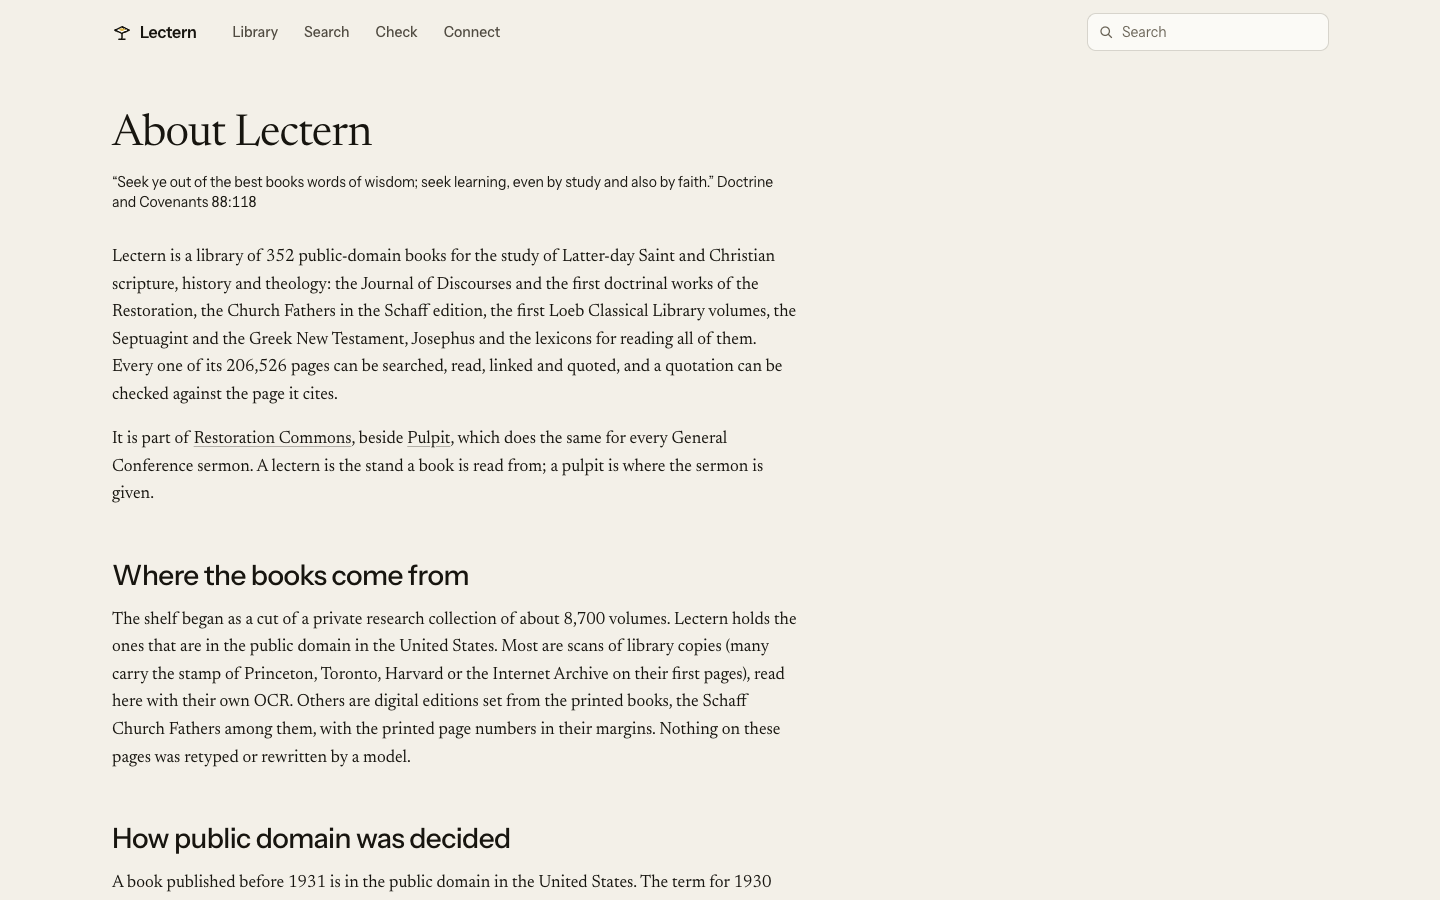 Lectern
Library
Search
Check
Connect
Search
About Lectern
“Seek ye out of the best books words of wisdom; seek learning, even by study and also by faith.” Doctrine
and Covenants 88:118
Lectern is a library of 352 public-domain books for the study of Latter-day Saint and Christian
scripture, history and theology: the Journal of Discourses and the first doctrinal works of the
Restoration, the Church Fathers in the Schaff edition, the first Loeb Classical Library volumes, the
Septuagint and the Greek New Testament, Josephus and the lexicons for reading all of them.
Every one of its 206,526 pages can be searched, read, linked and quoted, and a quotation can be
checked against the page it cites.
It is part of Restoration Commons, beside Pulpit, which does the same for every General
Conference sermon. A lectern is the stand a book is read from; a pulpit is where the sermon is
given.
Where the books come from
The shelf began as a cut of a private research collection of about 8,700 volumes. Lectern holds the
ones that are in the public domain in the United States. Most are scans of library copies (many
carry the stamp of Princeton, Toronto, Harvard or the Internet Archive on their first pages), read
here with their own OCR. Others are digital editions set from the printed books, the Schaff
Church Fathers among them, with the printed page numbers in their margins. Nothing on these
pages was retyped or rewritten by a model.
How public domain was decided
A book published before 1931 is in the public domain in the United States. The term for 1930